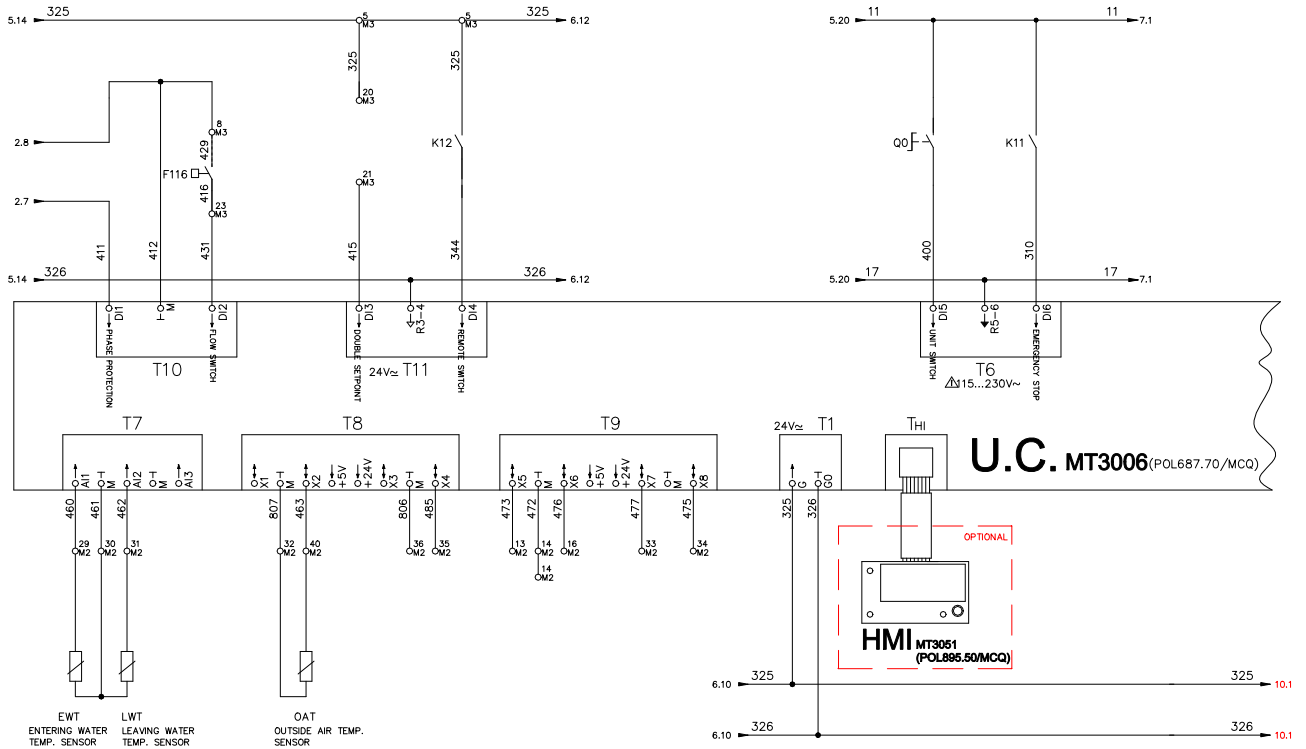 5.14 325 5 M3 5 M3 325 6.12
5.20 11 11 7.1
325 325
20 M3
8 M3
2.8
429
K12
Q0 K11
F116
416
21 M3
2.7
23 M3
411 412 431 415 344 400 310
5.14 326 326 6.12
5.20 17 17 7.1
DI1 M DI2 DI3 R3-4 DI4 DI5 R5-6 DI6
PHASE PROTECTION
FLOW SWITCH
DOUBLE SETPOINT
REMOTE SWITCH
UNIT SWITCH
EMERGENCY STOP
T10
24V≃ T11
T6
115...230V~
T7 T8 T9 24V≃ T1 THI
U.C. MT3006 (POL687.70/MCQ)
AI1 M AI2 M AI3
X1 M X2 +5V +24V X3 M X4
X5 M X6 +5V +24V X7 M X8
G G0
460 461 462 807 463 806 485 473 472 476 477 475 325 326
29 M2
30 M2
31 M2
32 M2
40 M2
36 M2
35 M2
13 M2
14 M2
16 M2
33 M2
34 M2
14 M2
OPTIONAL
HMI MT3051
(POL895.50/MCQ)
6.10 325 325 10.1
6.10 326 326 10.1
EWT
ENTERING WATER
TEMP. SENSOR
LWT
LEAVING WATER
TEMP. SENSOR
OAT
OUTSIDE AIR TEMP.
SENSOR